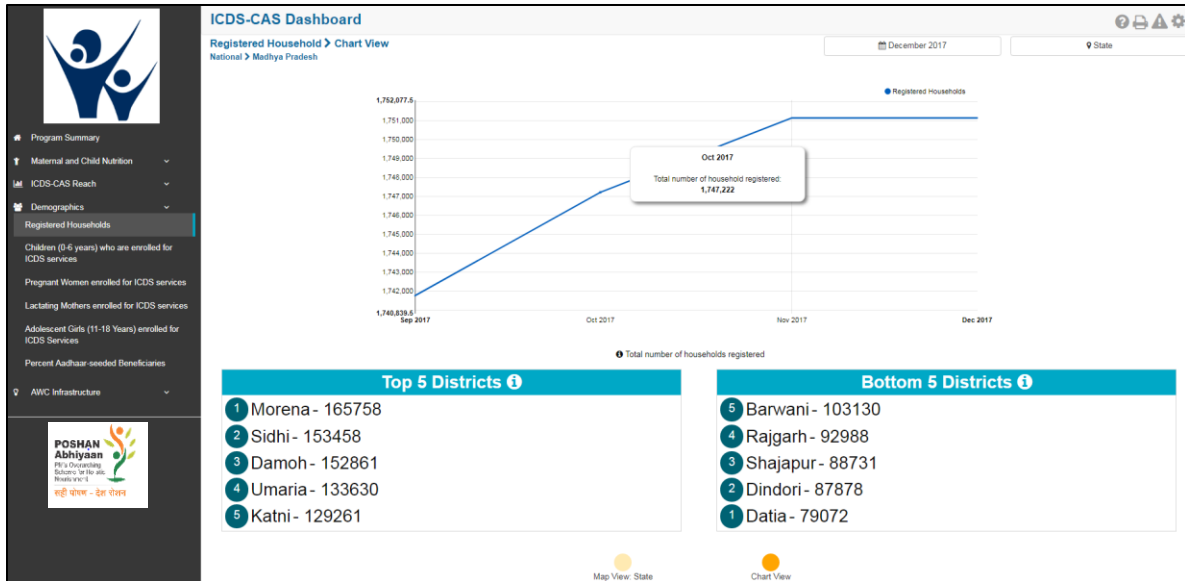 ICDS-CAS Dashboard
Registered Household ❯ Chart View
National ❯ Madhya Pradesh
December 2017
State
Program Summary
Maternal and Child Nutrition
ICDS-CAS Reach
Demographics
Registered Households
Children (0-6 years) who are enrolled for
ICDS services
Pregnant Women enrolled for ICDS services
Lactating Mothers enrolled for ICDS services
Adolescent Girls (11-18 Years) enrolled for
ICDS Services
Percent Aadhaar-seeded Beneficiaries
AWC Infrastructure
POSHAN
Abhiyaan
PM's Overarching
Scheme for Holistic
Nourishment
सही पोषण - देश रोशन
Registered Households
1,752,077.5
1,751,000
1,750,000
1,749,000
1,748,000
1,747,000
1,746,000
1,745,000
1,744,000
1,743,000
1,742,000
1,740,839.5
Oct 2017
Total number of household registered:
1,747,222
Sep 2017
Oct 2017
Nov 2017
Dec 2017
Total number of households registered
Top 5 Districts
1 Morena - 165758
2 Sidhi - 153458
3 Damoh - 152861
4 Umaria - 133630
5 Katni - 129261
Bottom 5 Districts
5 Barwani - 103130
4 Rajgarh - 92988
3 Shajapur - 88731
2 Dindori - 87878
1 Datia - 79072
Map View: State
Chart View